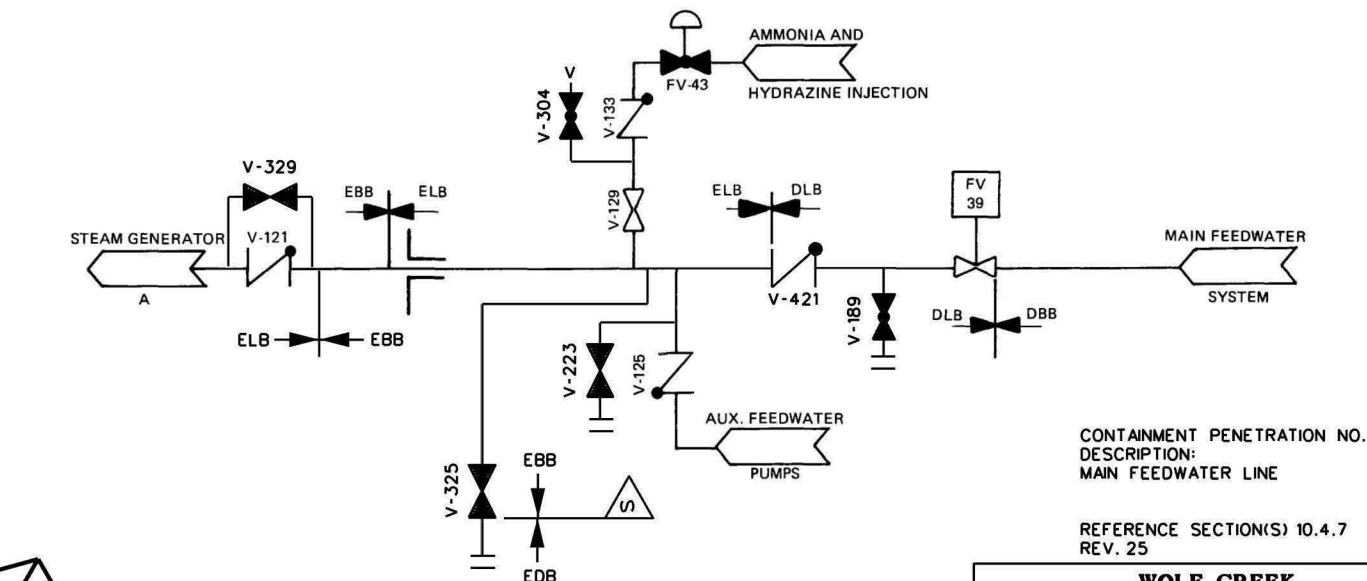 AMMONIA AND
HYDRAZINE INJECTION
FV-43
V
V-304
V-133
V-129
V-329
V-121
STEAM GENERATOR
A
EBB
ELB
ELB
EBB
ELB
DLB
V-421
FV
39
MAIN FEEDWATER
SYSTEM
DLB
DBB
V-189
V-223
V-125
AUX. FEEDWATER
PUMPS
V-325
EBB
S
EDB
CONTAINMENT PENETRATION NO.
DESCRIPTION:
MAIN FEEDWATER LINE
REFERENCE SECTION(S) 10.4.7
REV. 25
WOLF CREEK